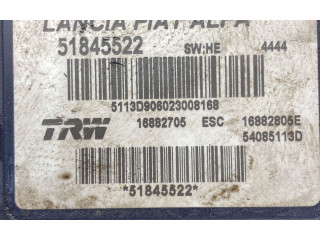 LANCIA FIAT ALFA
51845522 SW:HE 4444
5113D906023008168
TRW 16882705 ESC 16882805E
54085113D
*51845522*